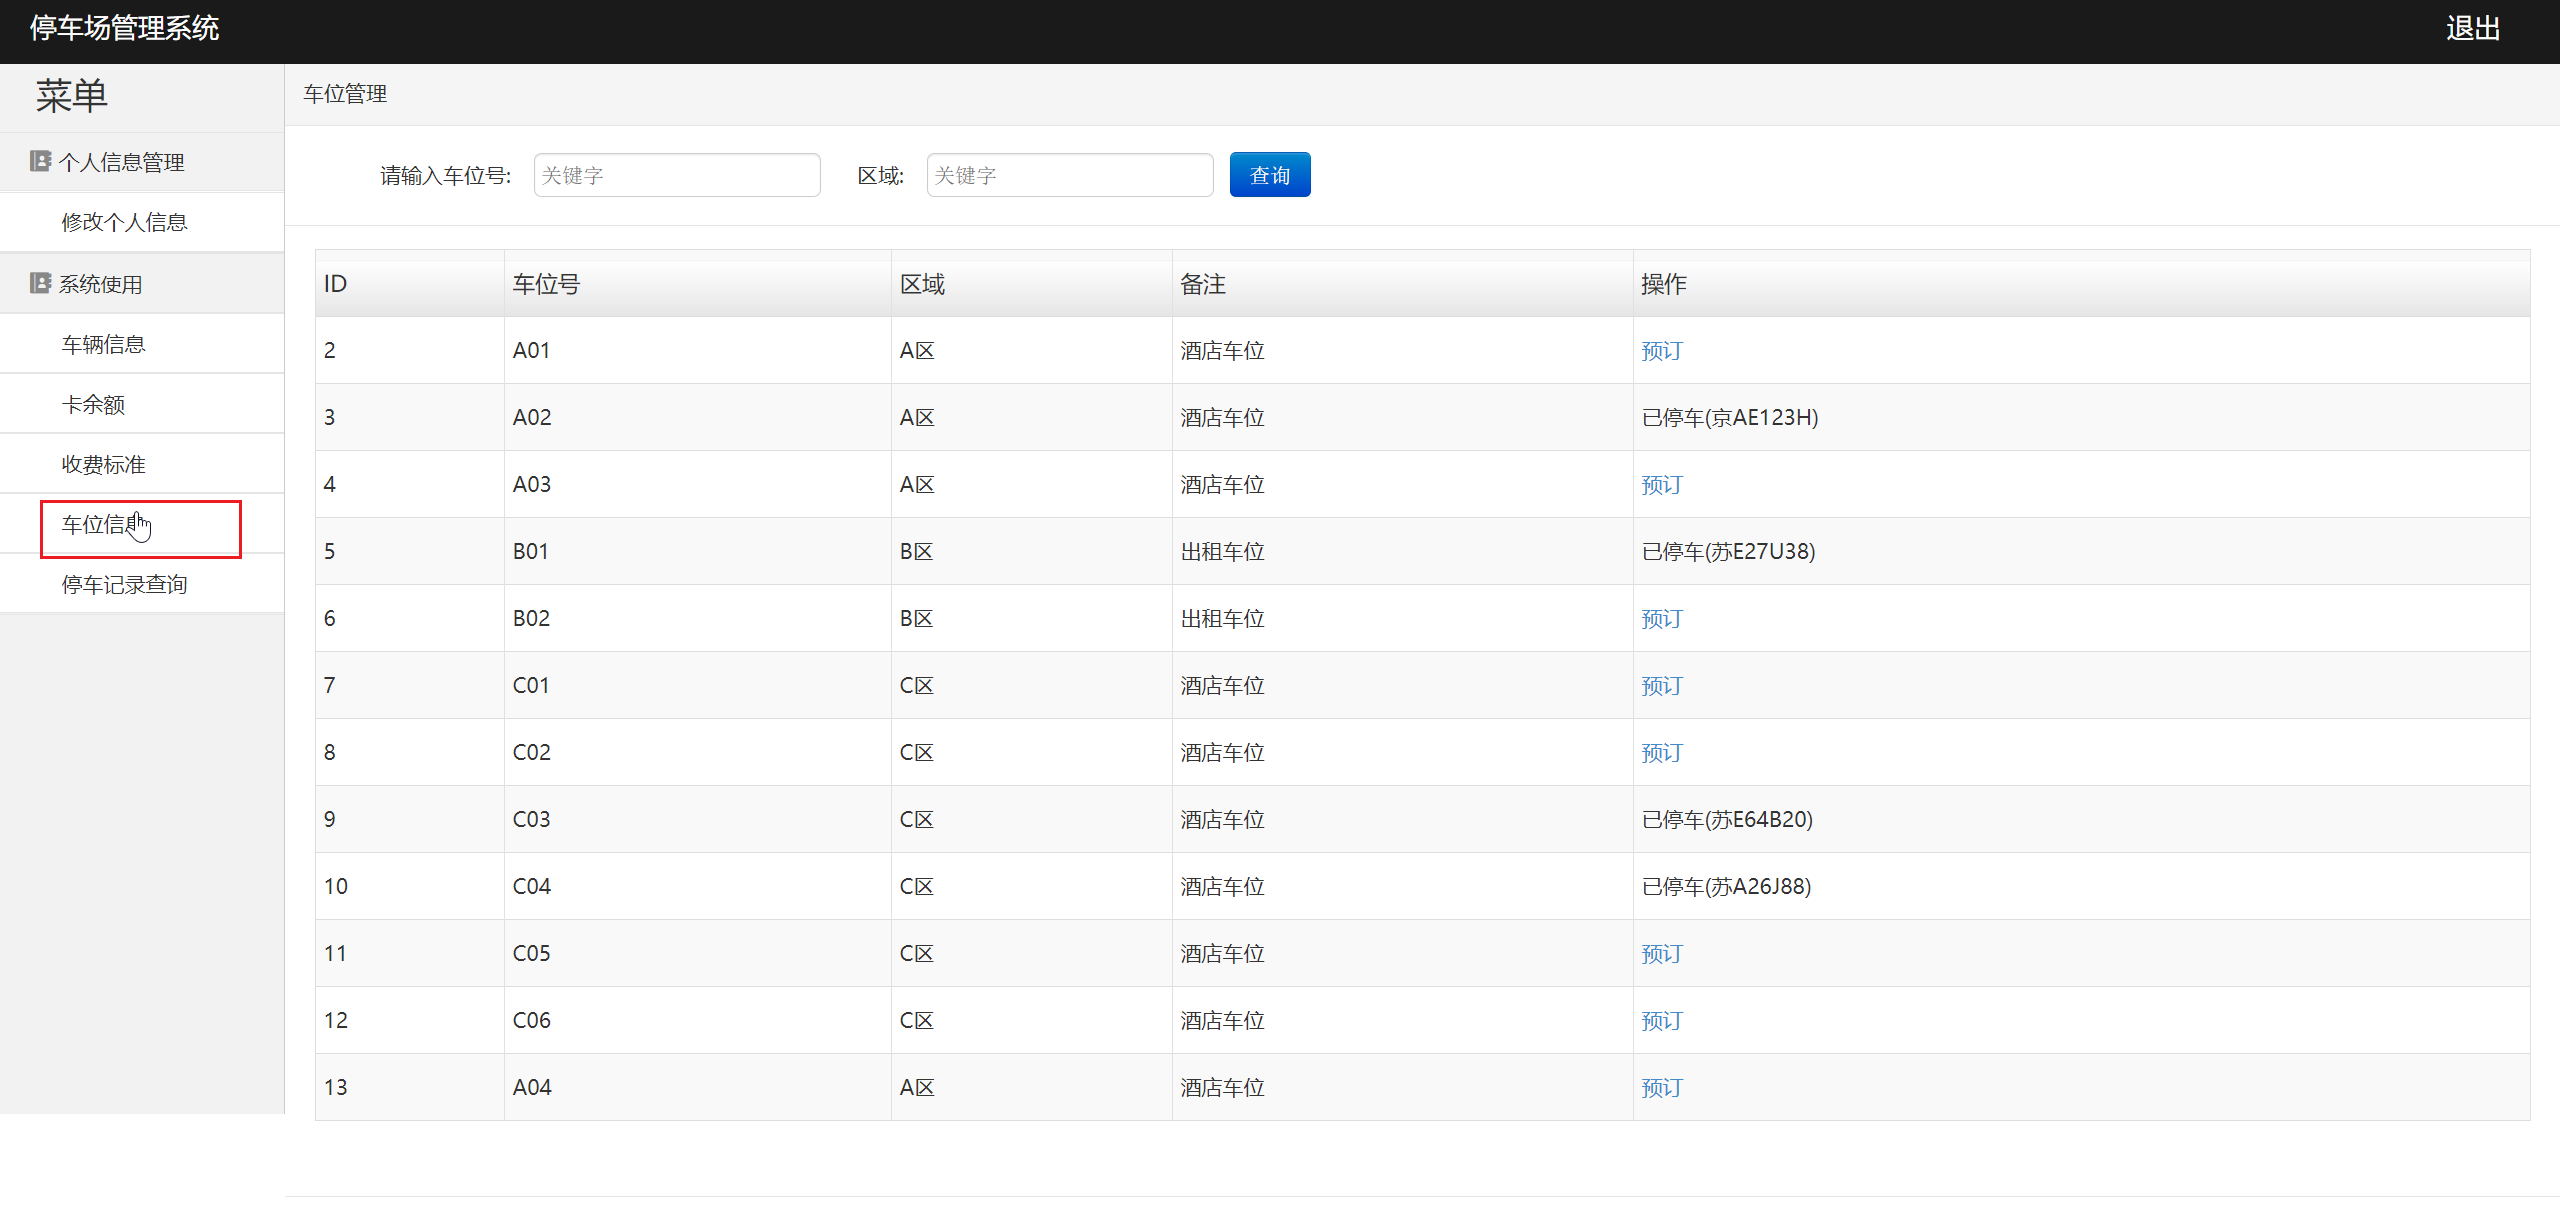 停车场管理系统 退出
菜单
个人信息管理
修改个人信息
系统使用
车辆信息
卡余额
收费标准
车位信
停车记录查询
车位管理
请输入车位号: 关键字 区域: 关键字 查询
ID 车位号 区域 备注 操作
2 A01 A区 酒店车位 预订
3 A02 A区 酒店车位 已停车(京AE123H)
4 A03 A区 酒店车位 预订
5 B01 B区 出租车位 已停车(苏E27U38)
6 B02 B区 出租车位 预订
7 C01 C区 酒店车位 预订
8 C02 C区 酒店车位 预订
9 C03 C区 酒店车位 已停车(苏E64B20)
10 C04 C区 酒店车位 已停车(苏A26J88)
11 C05 C区 酒店车位 预订
12 C06 C区 酒店车位 预订
13 A04 A区 酒店车位 预订